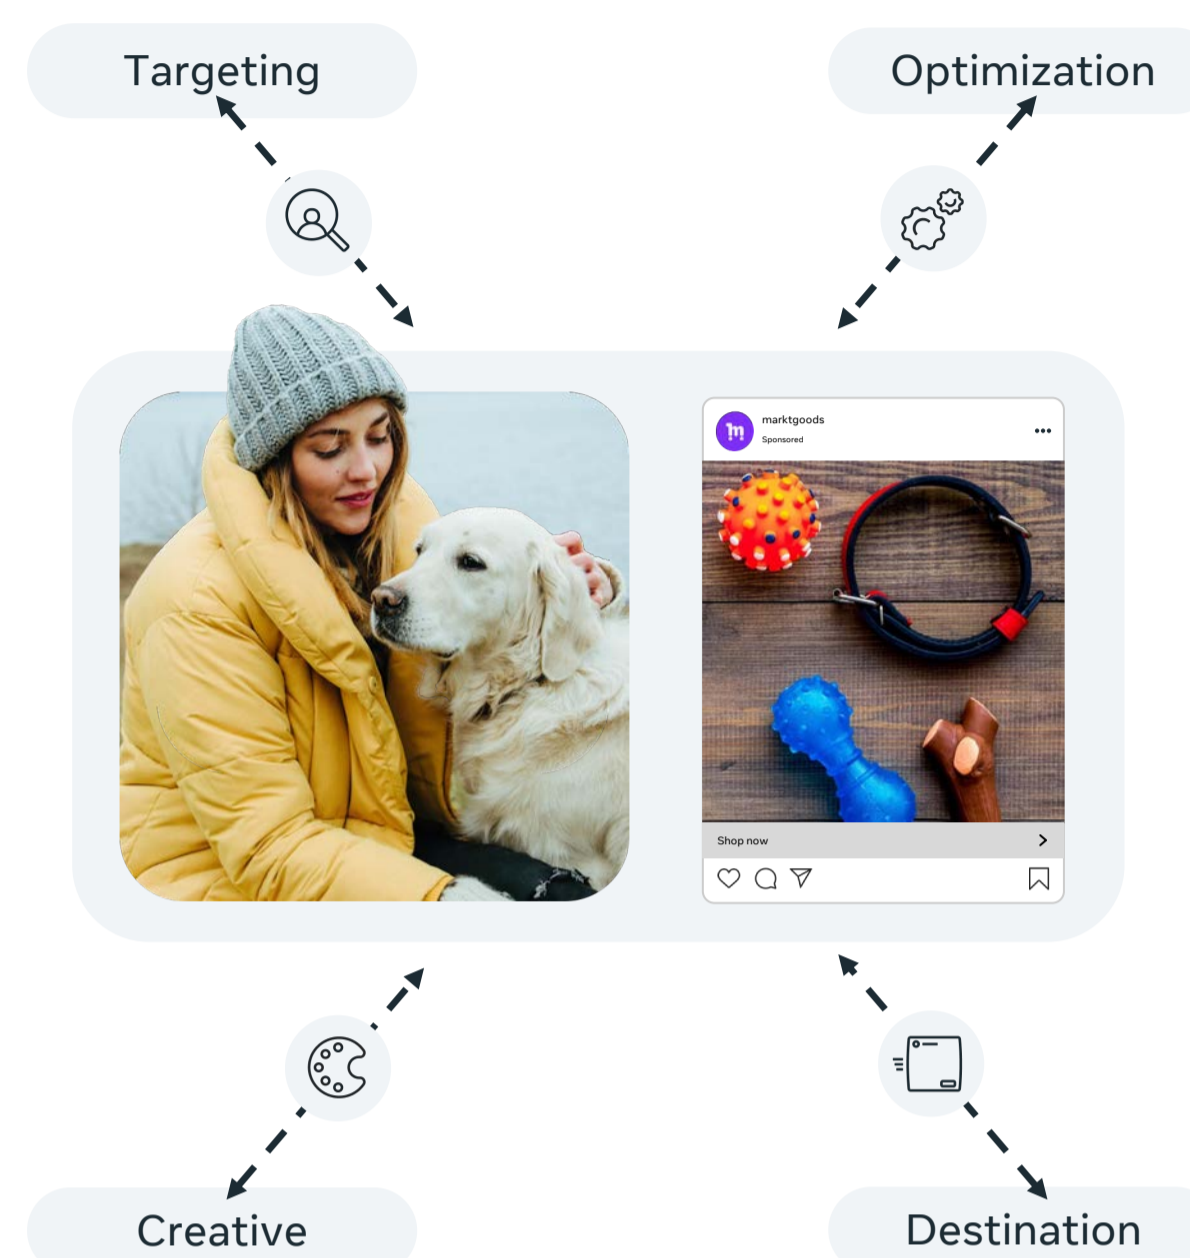 Targeting
Optimization
marktgoods
Sponsored
Shop now
Creative
Destination